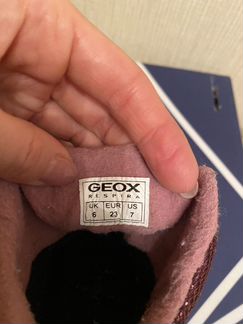 GEOX
RESPIRA
UK EUR US
6 23 7